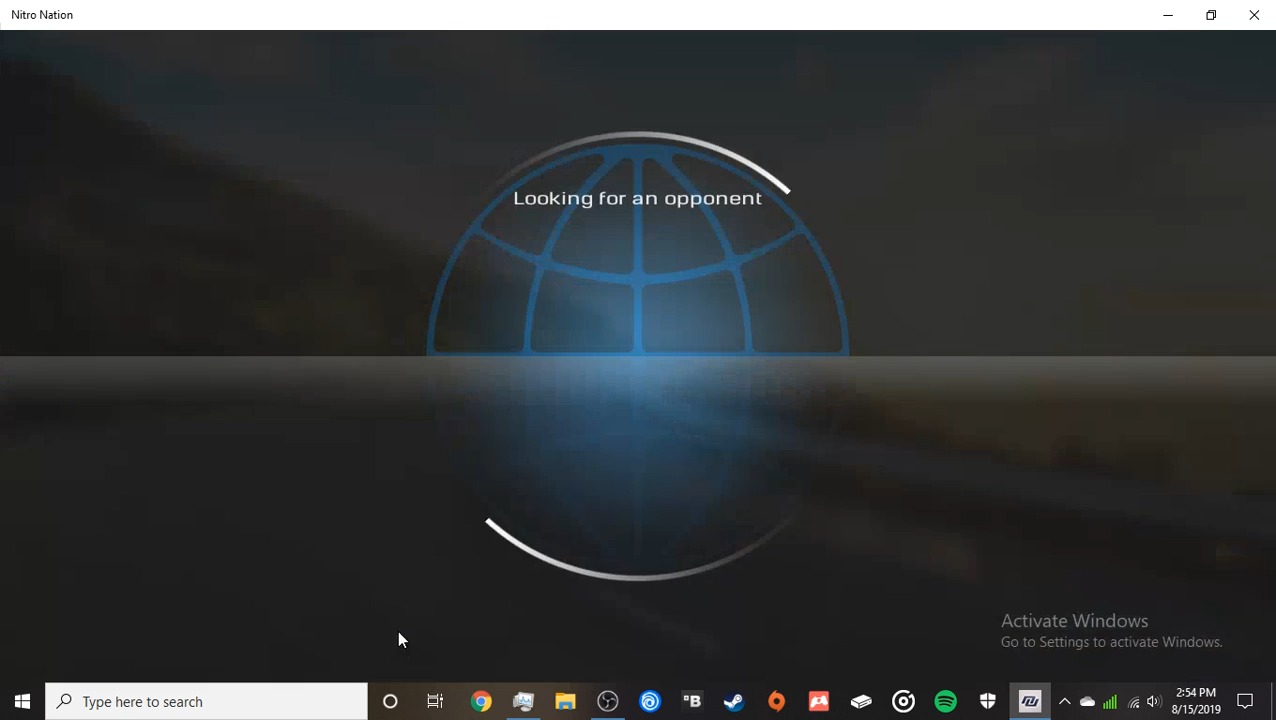 Nitro Nation
Looking for an opponent
Activate Windows
Go to Settings to activate Windows.
Type here to search
B
2:54 PM
8/15/2019